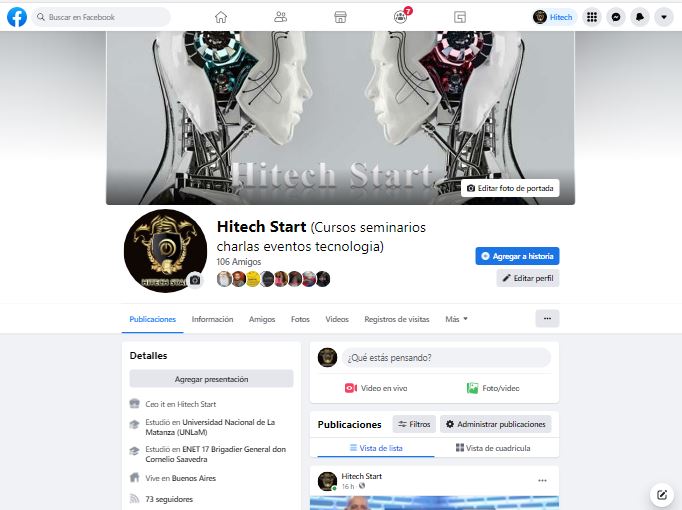 Buscar en Facebook
7
Hitech
Hitech Start
Editar foto de portada
HITECH START
Hitech Start (Cursos seminarios
charlas eventos tecnologia)
106 Amigos
Agregar a historia
Editar perfil
Publicaciones
Información
Amigos
Fotos
Videos
Registros de visitas
Más
Detalles
Agregar presentación
Ceo it en Hitech Start
Estudió en Universidad Nacional de La
Matanza (UNLaM)
Estudió en ENET 17 Brigadier General don
Cornelio Saavedra
Vive en Buenos Aires
73 seguidores
¿Qué estás pensando?
Video en vivo
Foto/video
Publicaciones
Filtros
Administrar publicaciones
Vista de lista
Vista de cuadrícula
Hitech Start
16 h ·